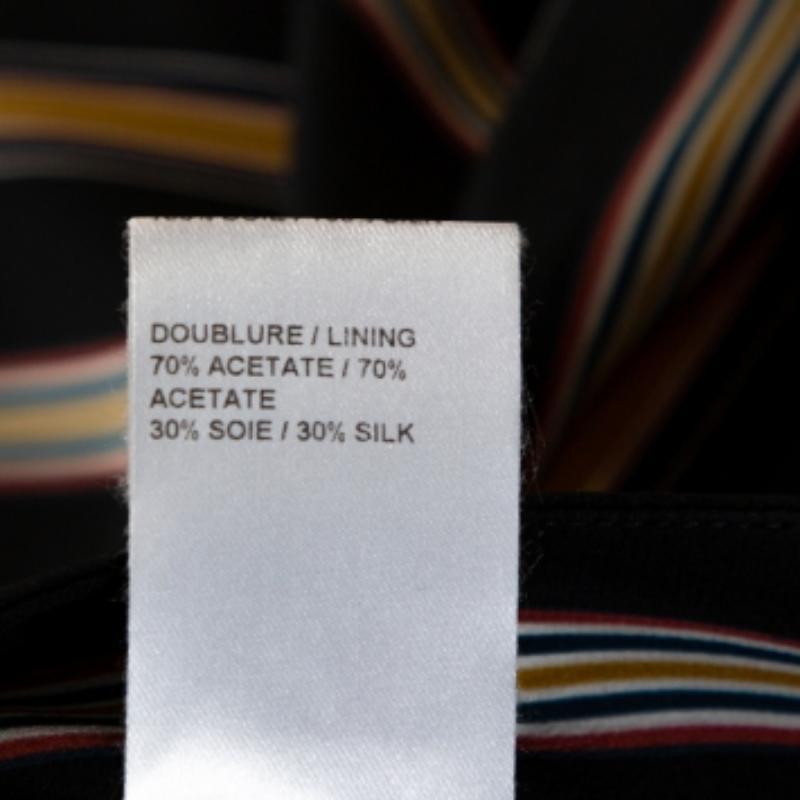 DOUBLURE / LINING
70% ACETATE / 70%
ACETATE
30% SOIE / 30% SILK